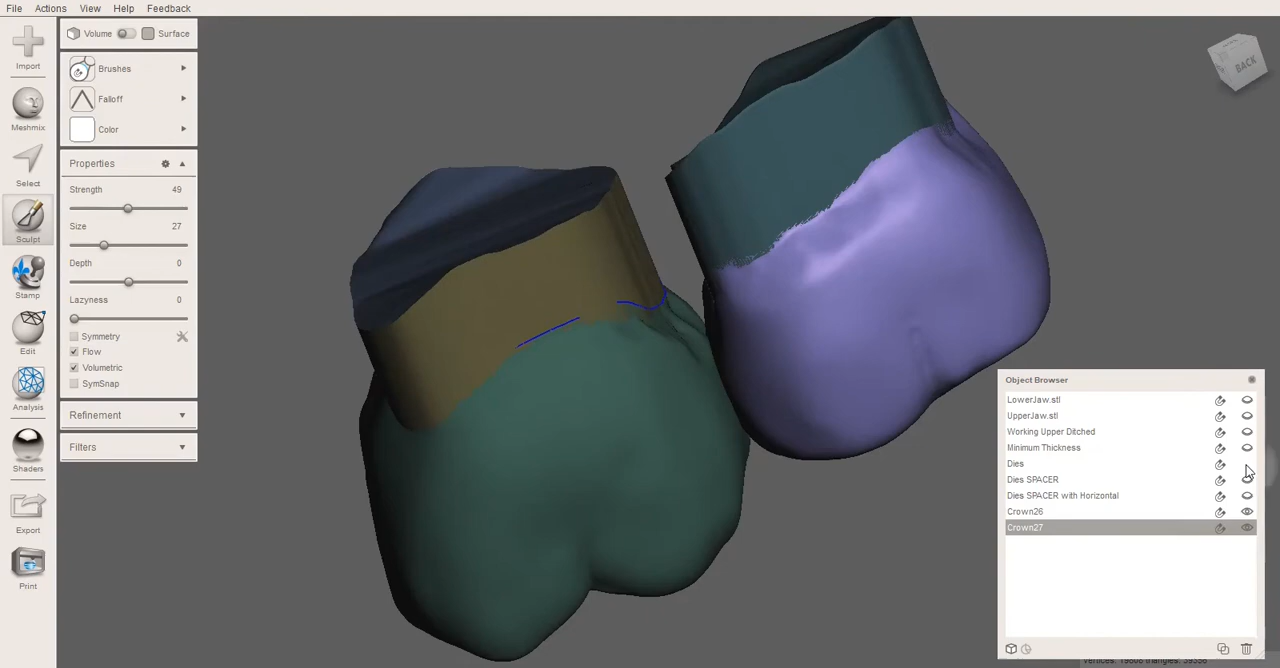 File Actions View Help Feedback
Import
Meshmix
Select
Sculpt
Stamp
Edit
Analysis
Shaders
Export
Print
Volume Surface
Brushes
Falloff
Color
Properties
Strength 49
Size 27
Depth 0
Lazyness 0
Symmetry
Flow
Volumetric
SymSnap
Refinement
Filters
BACK
Object Browser
LowerJaw.stl
UpperJaw.stl
Working Upper Ditched
Minimum Thickness
Dies
Dies SPACER
Dies SPACER with Horizontal
Crown26
Crown27